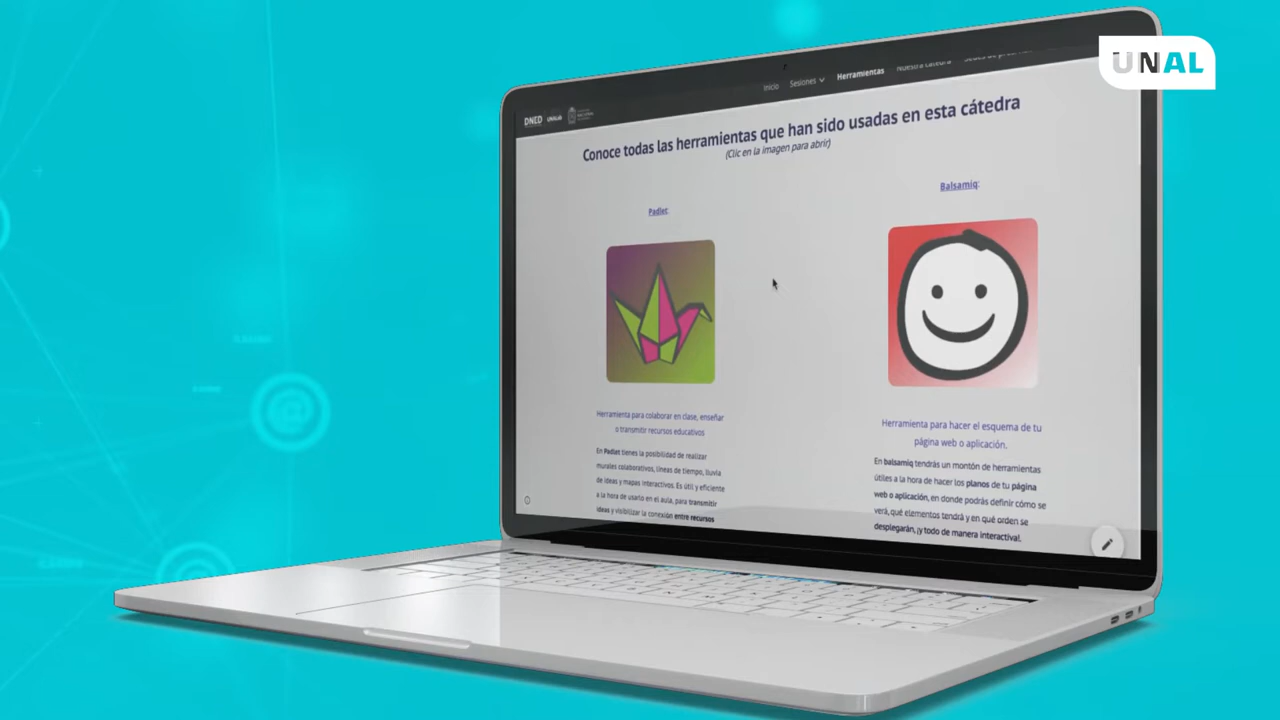 UNAL
Inicio Sesiones Herramientas Nuestra cátedra
DNED UNALab
Conoce todas las herramientas que han sido usadas en esta cátedra
(Clic en la imagen para abrir)
Padlet:
Balsamiq:
Herramienta para colaborar en clase, enseñar
o transmitir recursos educativos
En Padlet tienes la posibilidad de realizar
murales colaborativos, líneas de tiempo, lluvia
de ideas y mapas interactivos. Es útil y eficiente
a la hora de usarlo en el aula, para transmitir
ideas y visibilizar la conexión entre recursos
Herramienta para hacer el esquema de tu
página web o aplicación.
En balsamiq tendrás un montón de herramientas
útiles a la hora de hacer los planos de tu página
web o aplicación, en donde podrás definir cómo se
verá, qué elementos tendrá y en qué orden se
desplegarán, ¡y todo de manera interactiva!.